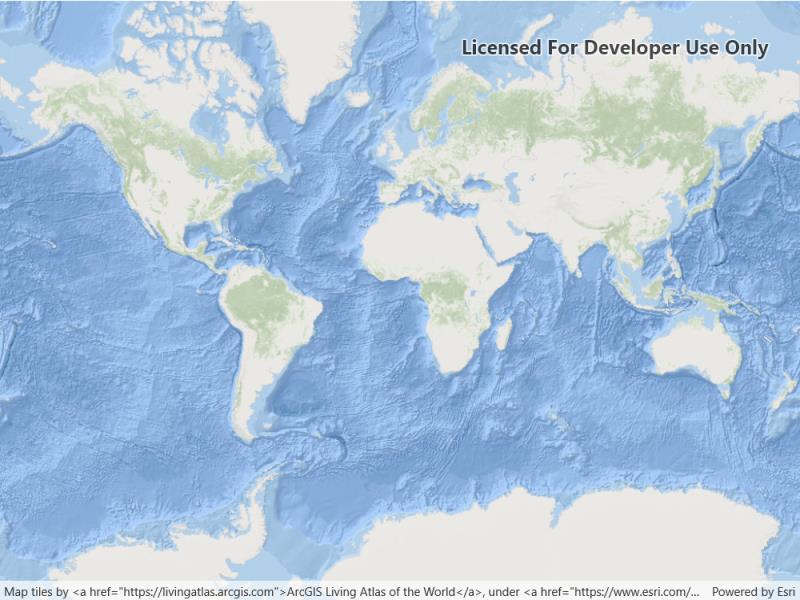 Licensed For Developer Use Only
Map tiles by <a href="https://livingatlas.arcgis.com">ArcGIS Living Atlas of the World</a>, under <a href="https://www.esri.com/... Powered by Esri